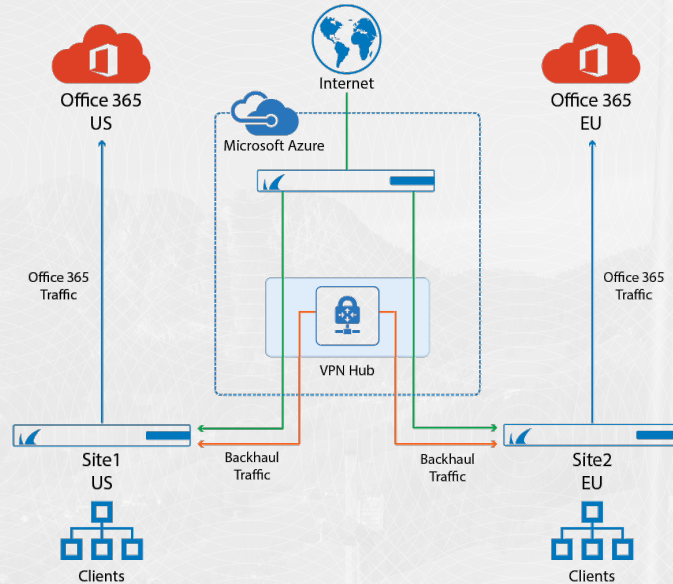 Office 365
US
Internet
Office 365
EU
Microsoft Azure
Office 365
Traffic
Office 365
Traffic
VPN Hub
Backhaul
Traffic
Backhaul
Traffic
Site1
US
Site2
EU
Clients
Clients